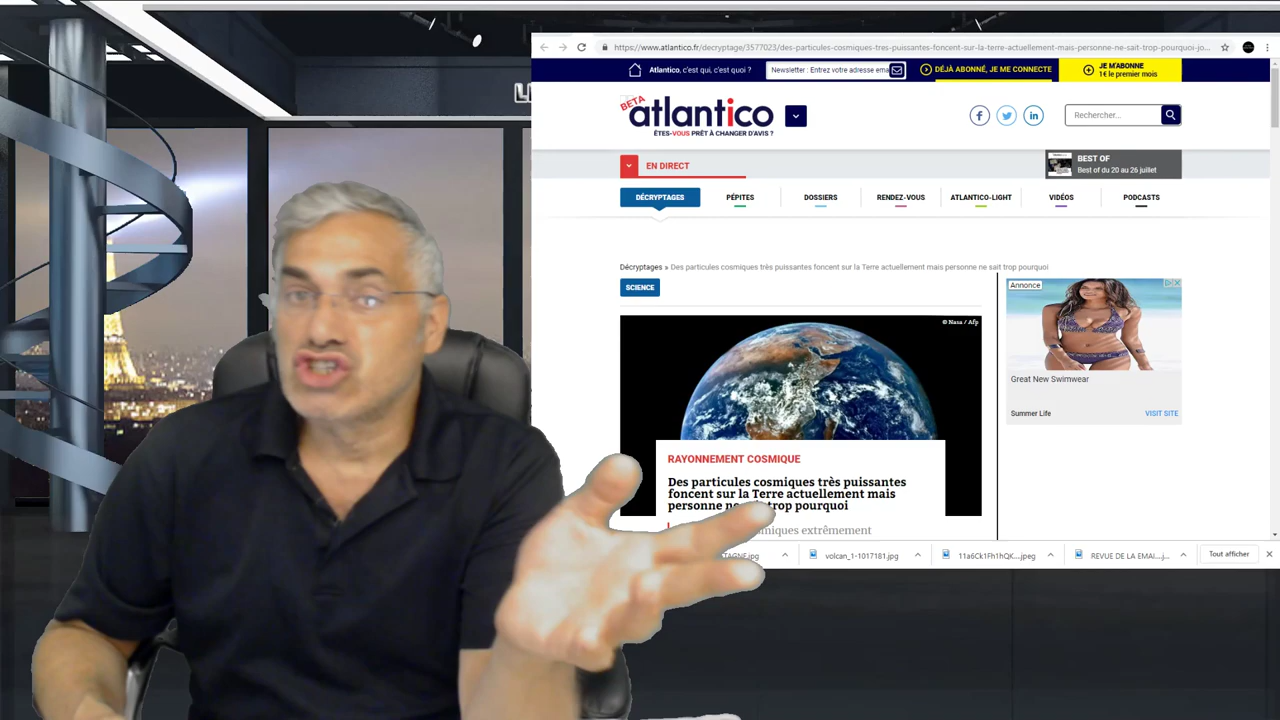 https://www.atlantico.fr/decryptage/3577023/des-particules-cosmiques-tres-puissantes-foncent-sur-la-terre-actuellement-mais-personne-ne-sait-trop-pourquoi-jo...
Atlantico, c'est qui, c'est quoi ?
Newsletter : Entrez votre adresse ema
DÉJÀ ABONNÉ, JE ME CONNECTE
JE M'ABONNE
1€ le premier mois
BETA
atlantico
ÊTES-VOUS PRÊT À CHANGER D'AVIS ?
Rechercher...
EN DIRECT
BEST OF
Best of du 20 au 26 juillet
DÉCRYPTAGES
PÉPITES
DOSSIERS
RENDEZ-VOUS
ATLANTICO-LIGHT
VIDÉOS
PODCASTS
Décryptages » Des particules cosmiques très puissantes foncent sur la Terre actuellement mais personne ne sait trop pourquoi
SCIENCE
© Nasa / Afp
Annonce
Great New Swimwear
Summer Life
VISIT SITE
RAYONNEMENT COSMIQUE
Des particules cosmiques très puissantes
foncent sur la Terre actuellement mais
personne trop pourquoi
extrêmement
volcan_1-1017181.jpg
11a6Ck1Fh1hQK....jpeg
REVUE DE LA EMAI....j...
Tout afficher